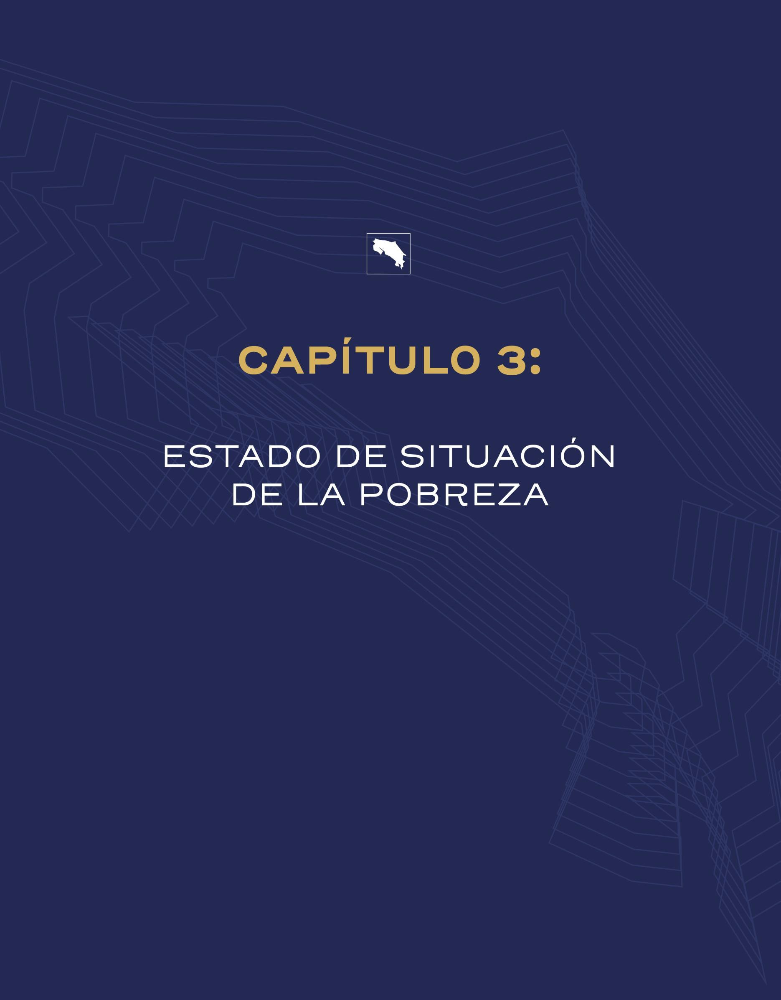 CAPÍTULO 3:
ESTADO DE SITUACIÓN
DE LA POBREZA